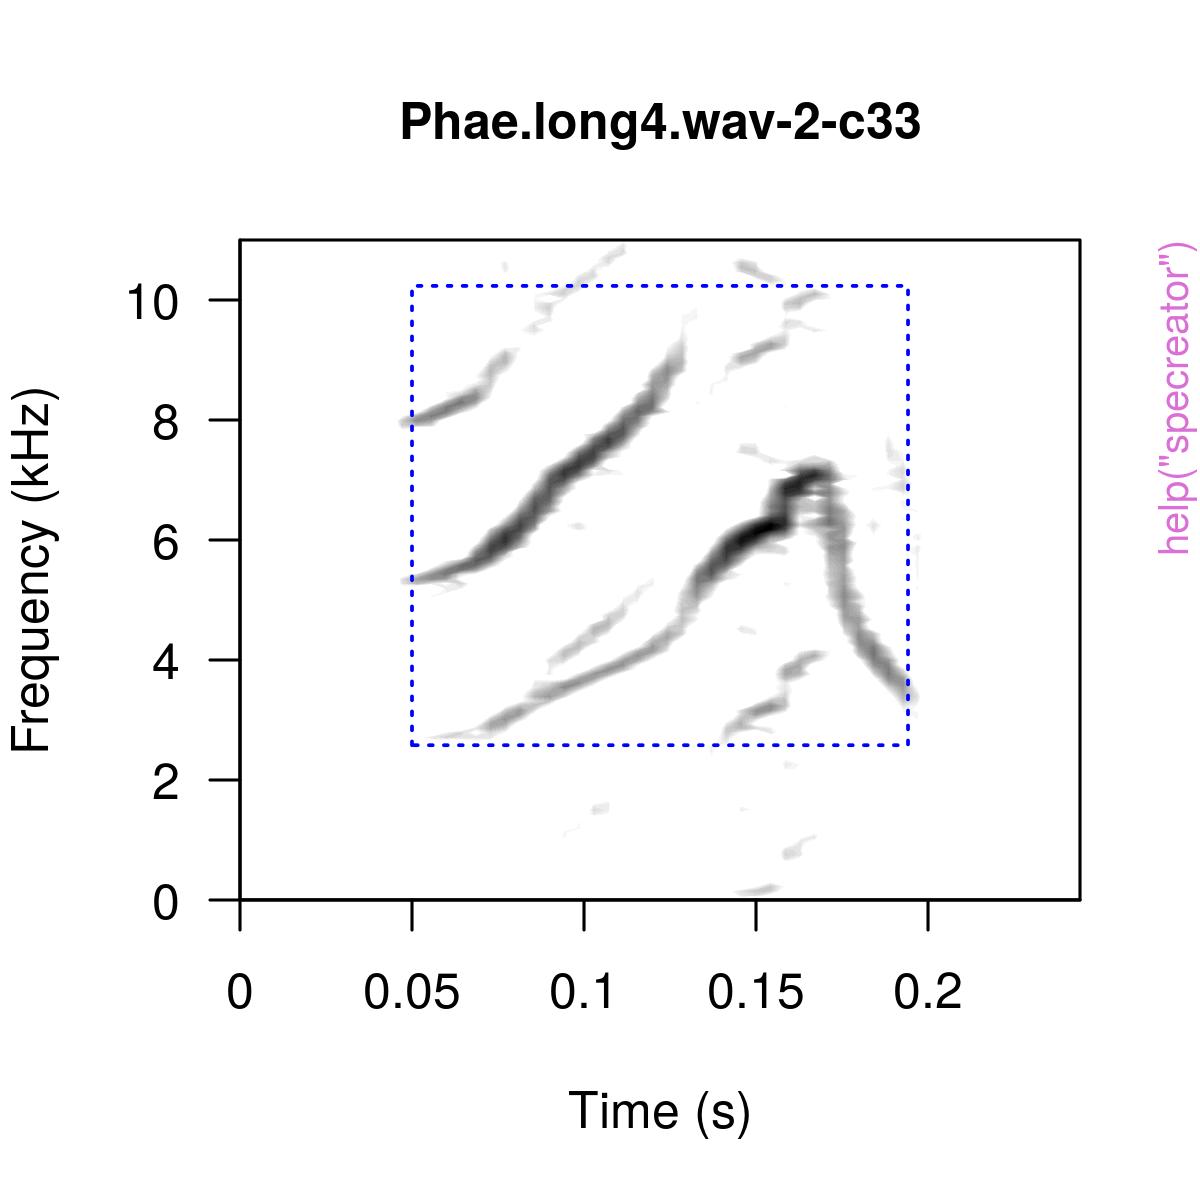 Phae.long4.wav-2-c33
Frequency (kHz)
10
8
6
4
2
0
0 0.05 0.1 0.15 0.2
Time (s)
help("specreator")